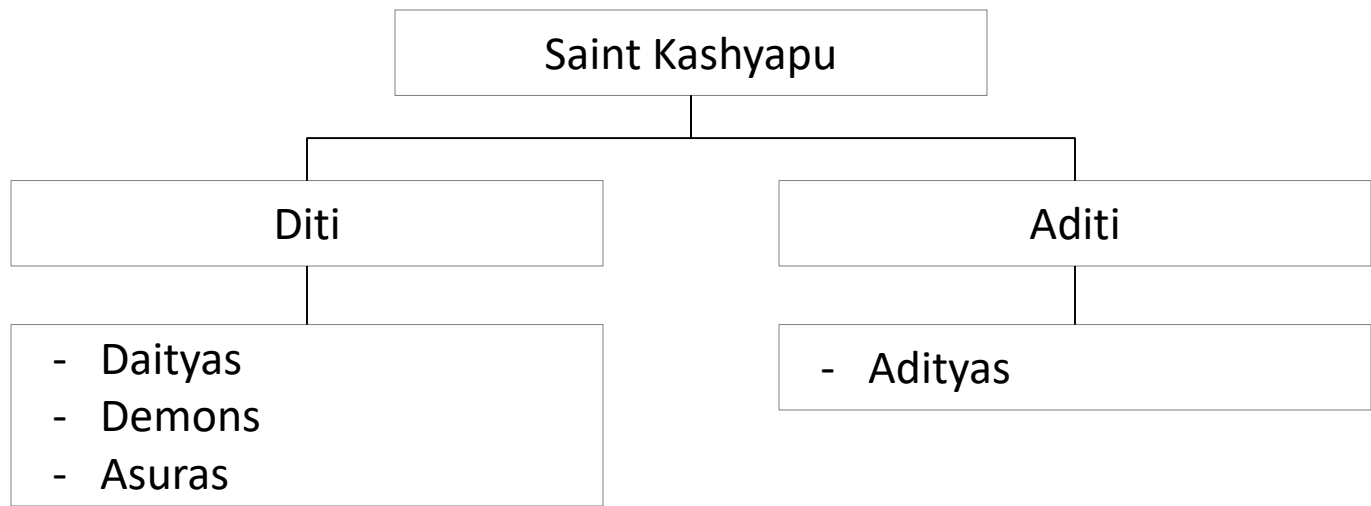 Saint Kashyapu
Diti
Aditi
- Daityas
- Demons
- Asuras
- Adityas